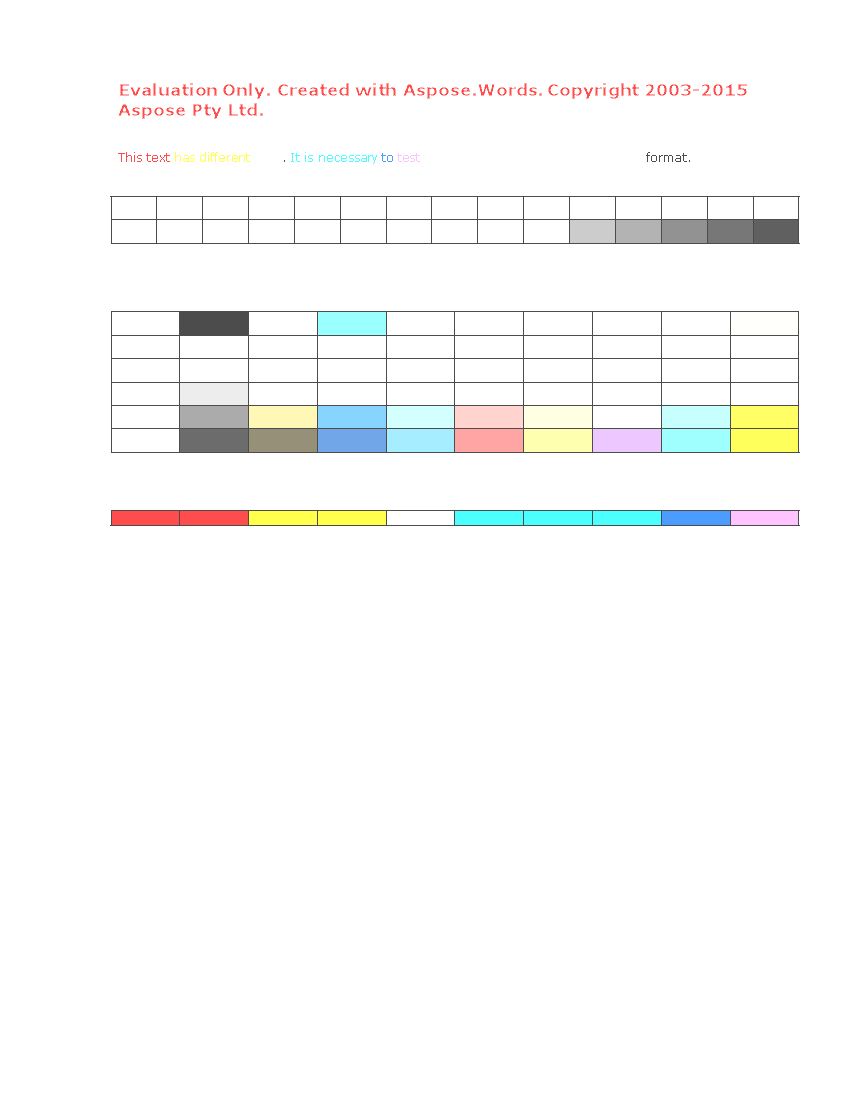 Evaluation Only. Created with Aspose.Words. Copyright 2003-2015
Aspose Pty Ltd.
This text has different . It is necessary to test format.